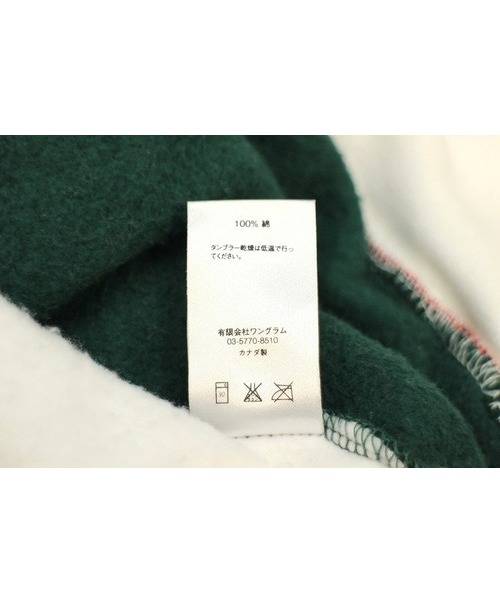 100% 綿
タンブラー乾燥は低温で行っ
てください。
有限会社ワングラム
03-5770-8510
カナダ製